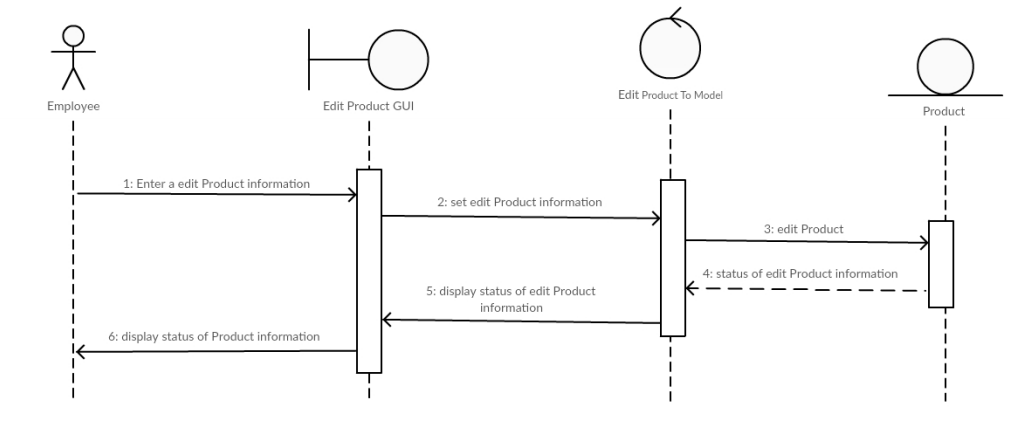 Employee
Edit Product GUI
Edit Product To Model
Product
1: Enter a edit Product information
2: set edit Product information
3: edit Product
4: status of edit Product information
5: display status of edit Product
information
6: display status of Product information